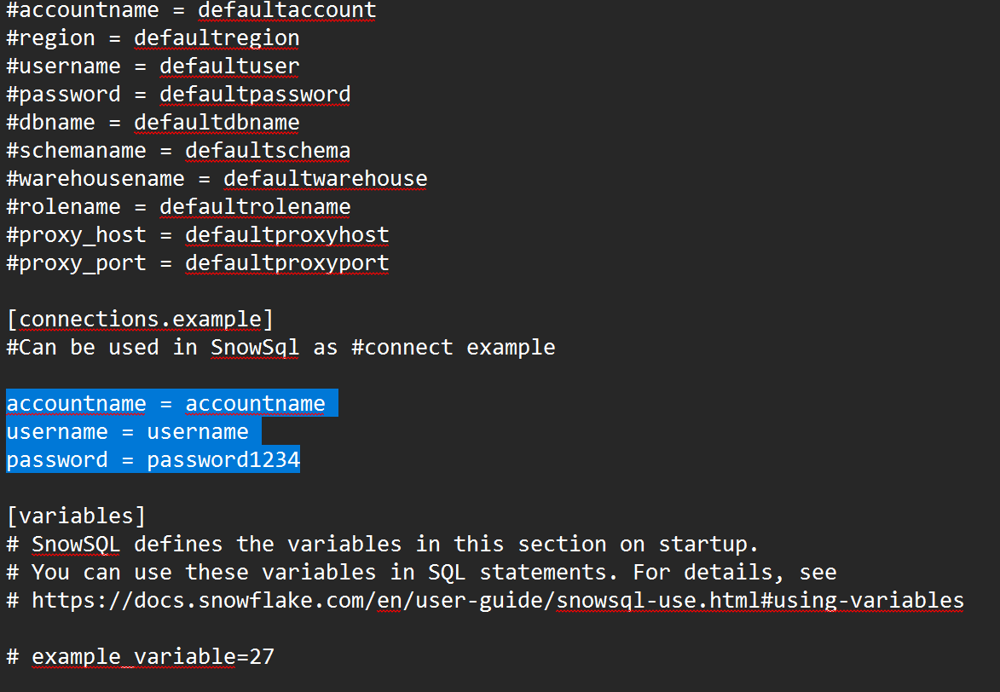 #accountname = defaultaccount
#region = defaultregion
#username = defaultuser
#password = defaultpassword
#dbname = defaultdbname
#schemaname = defaultschema
#warehousename = defaultwarehouse
#rolename = defaultrolename
#proxy_host = defaultproxyhost
#proxy_port = defaultproxyport
[connections.example]
#Can be used in SnowSql as #connect example
accountname = accountname
username = username
password = password1234
[variables]
# SnowSQL defines the variables in this section on startup.
# You can use these variables in SQL statements. For details, see
# https://docs.snowflake.com/en/user-guide/snowsql-use.html#using-variables
# example_variable=27